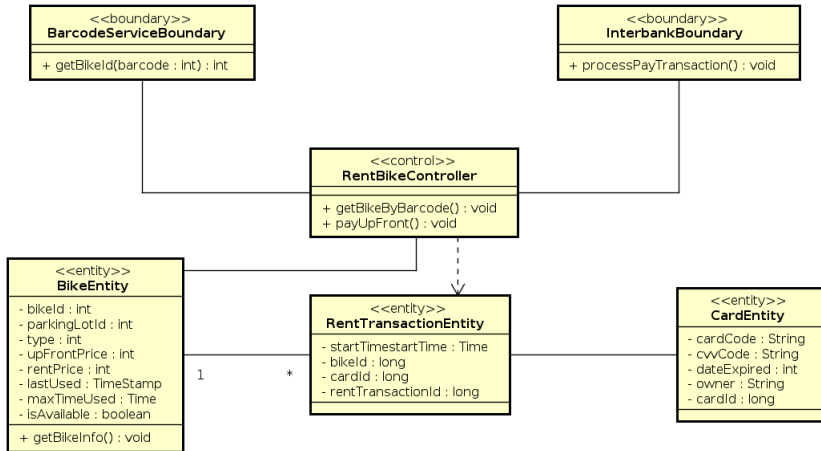 <<boundary>>
BarcodeServiceBoundary
+ getBikeId(barcode : int) : int
<<boundary>>
InterbankBoundary
+ processPayTransaction() : void
<<control>>
RentBikeController
+ getBikeByBarcode() : void
+ payUpFront() : void
<<entity>>
BikeEntity
- bikeId : int
- parkingLotId : int
- type : int
- upFrontPrice : int
- rentPrice : int
- lastUsed : TimeStamp
- maxTimeUsed : Time
- isAvailable : boolean
+ getBikeInfo() : void
1
*
<<entity>>
RentTransactionEntity
- startTimestartTime : Time
- bikeId : long
- cardId : long
- rentTransactionId : long
<<entity>>
CardEntity
- cardCode : String
- cvvCode : String
- dateExpired : int
- owner : String
- cardId : long